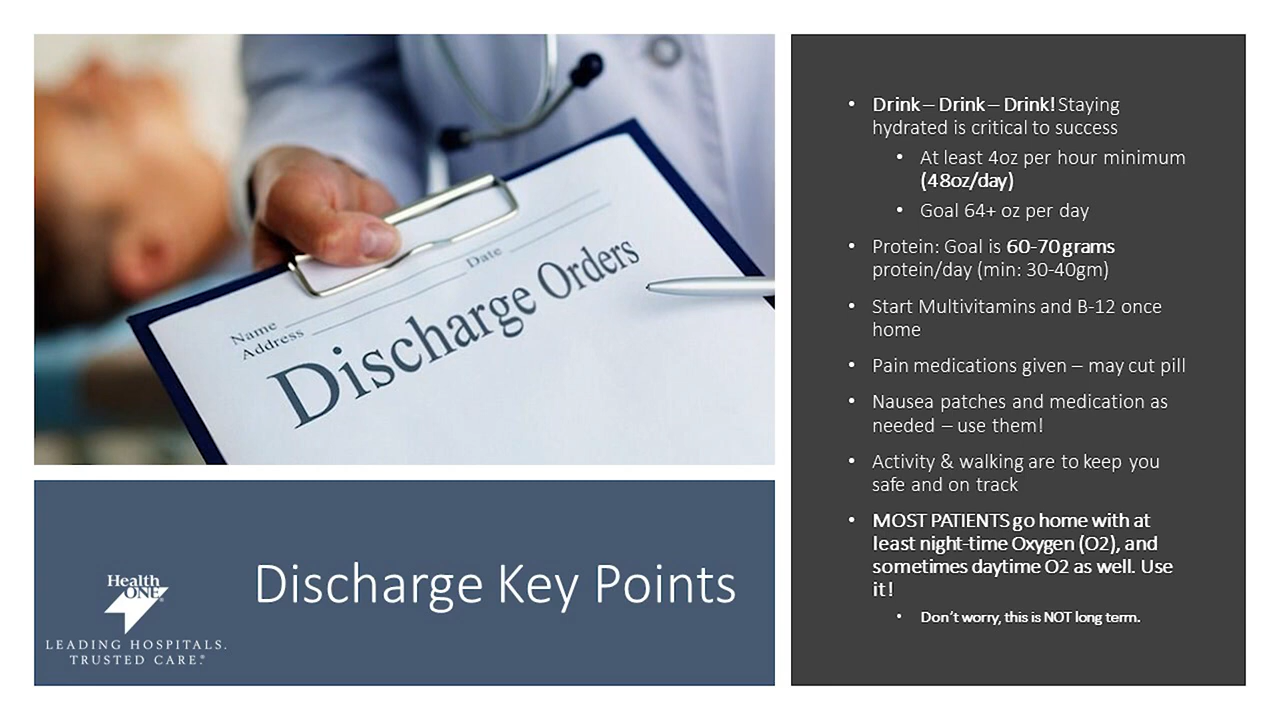 Name
Date
Address
Discharge Orders
Health
ONE®
LEADING HOSPITALS.
TRUSTED CARE.®
Discharge Key Points
• Drink – Drink – Drink! Staying
hydrated is critical to success
• At least 4oz per hour minimum
(48oz/day)
• Goal 64+ oz per day
• Protein: Goal is 60-70 grams
protein/day (min: 30-40gm)
• Start Multivitamins and B-12 once
home
• Pain medications given – may cut pill
• Nausea patches and medication as
needed – use them!
• Activity & walking are to keep you
safe and on track
• MOST PATIENTS go home with at
least night-time Oxygen (O2), and
sometimes daytime O2 as well. Use
it!
• Don't worry, this is NOT long term.